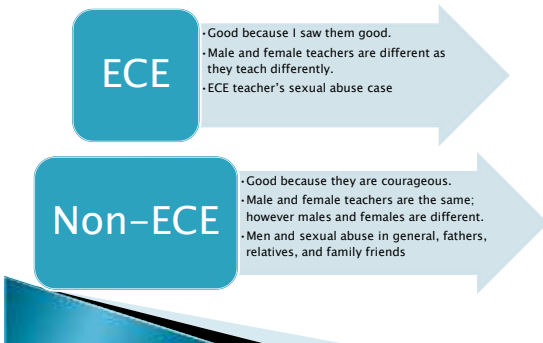 ECE
•Good because I saw them good.
•Male and female teachers are different as
they teach differently.
•ECE teacher's sexual abuse case
Non-ECE
•Good because they are courageous.
•Male and female teachers are the same;
however males and females are different.
•Men and sexual abuse in general, fathers,
relatives, and family friends